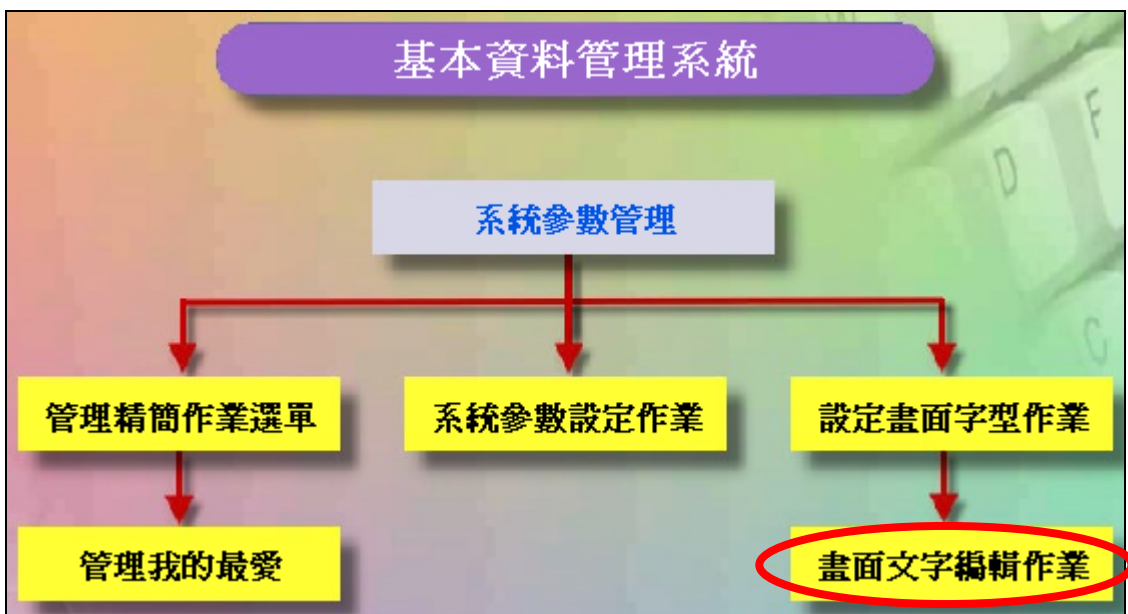 基本資料管理系統
系統參數管理
管理精簡作業選單
系統參數設定作業
設定畫面字型作業
管理我的最愛
畫面文字編輯作業
D
F
C